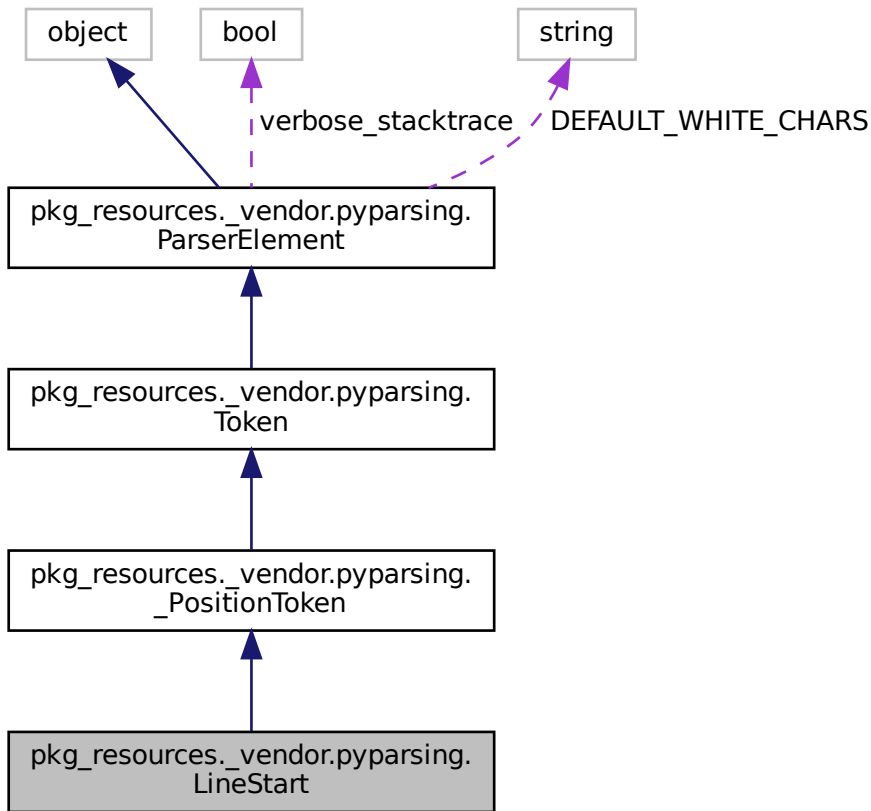 object
bool
string
verbose_stacktrace
DEFAULT_WHITE_CHARS
pkg_resources._vendor.pyparsing.
ParserElement
pkg_resources._vendor.pyparsing.
Token
pkg_resources._vendor.pyparsing.
_PositionToken
pkg_resources._vendor.pyparsing.
LineStart